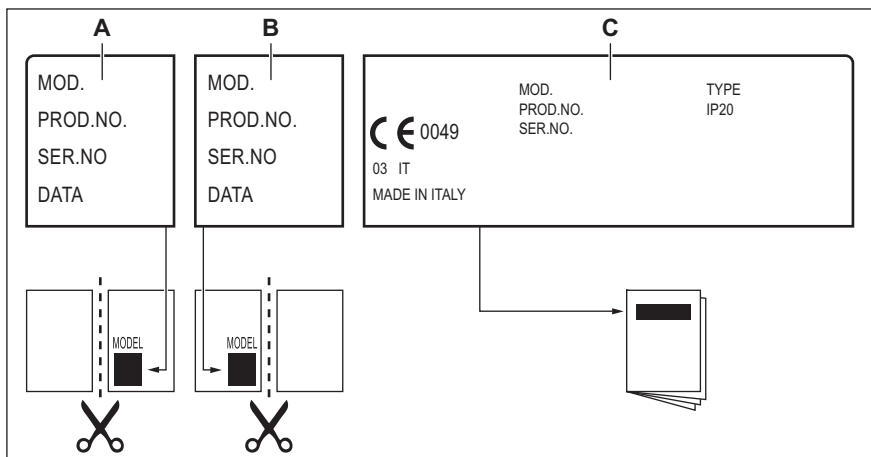 A
B
C
MOD.
PROD.NO.
SER.NO
DATA
MOD.
PROD.NO.
SER.NO
DATA
MOD.
PROD.NO.
SER.NO.
TYPE
IP20
CE 0049
03 IT
MADE IN ITALY
MODEL
MODEL